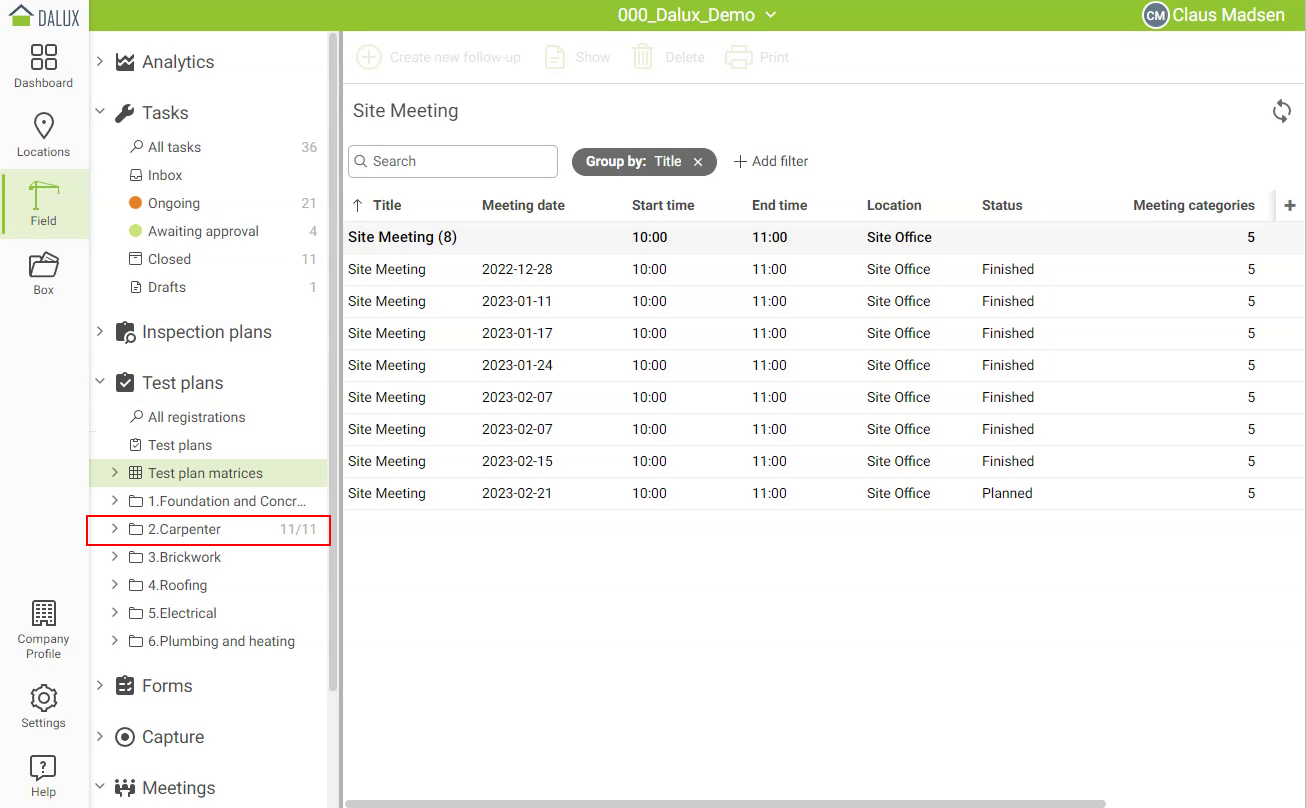 DALUX
000_Dalux_Demo
CM Claus Madsen
Dashboard
Locations
Field
Box
Company
Profile
Settings
Help
Analytics
Tasks
All tasks 36
Inbox
Ongoing 21
Awaiting approval 4
Closed 11
Drafts 1
Inspection plans
Test plans
All registrations
Test plans
Test plan matrices
1.Foundation and Concr...
2.Carpenter 11/11
3.Brickwork
4.Roofing
5.Electrical
6.Plumbing and heating
Forms
Capture
Meetings
Create new follow-up Show Delete Print
Site Meeting
Search Group by: Title × + Add filter
↑ Title Meeting date Start time End time Location Status Meeting categories +
Site Meeting (8) 10:00 11:00 Site Office 5
Site Meeting 2022-12-28 10:00 11:00 Site Office Finished 5
Site Meeting 2023-01-11 10:00 11:00 Site Office Finished 5
Site Meeting 2023-01-17 10:00 11:00 Site Office Finished 5
Site Meeting 2023-01-24 10:00 11:00 Site Office Finished 5
Site Meeting 2023-02-07 10:00 11:00 Site Office Finished 5
Site Meeting 2023-02-07 10:00 11:00 Site Office Finished 5
Site Meeting 2023-02-15 10:00 11:00 Site Office Finished 5
Site Meeting 2023-02-21 10:00 11:00 Site Office Planned 5